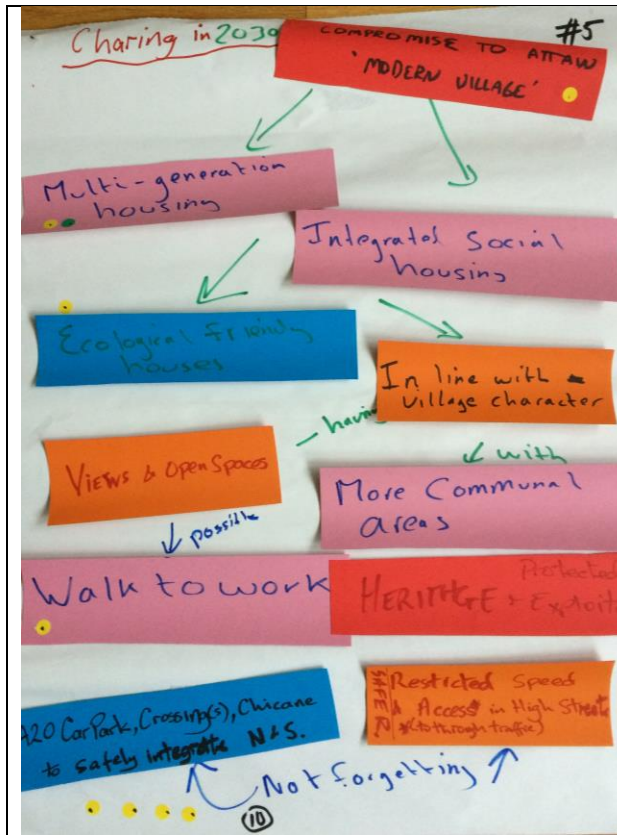 Charing in 2030
#5
COMPROMISE TO ATTAIN
'MODERN VILLAGE'
Multi-generation
housing
Integrated Social
housing
Ecological friendly
houses
In line with
village character
having
VIEWS & Open Spaces
with
More Communal
areas
possible
Walk to work
HERITAGE & Exploit
Protected
A20 Car Park, Crossing(s), Chicane
to safely integrate N & S.
SAFER
Restricted Speed
& Access* in High Street
*(to through traffic)
Not forgetting
10